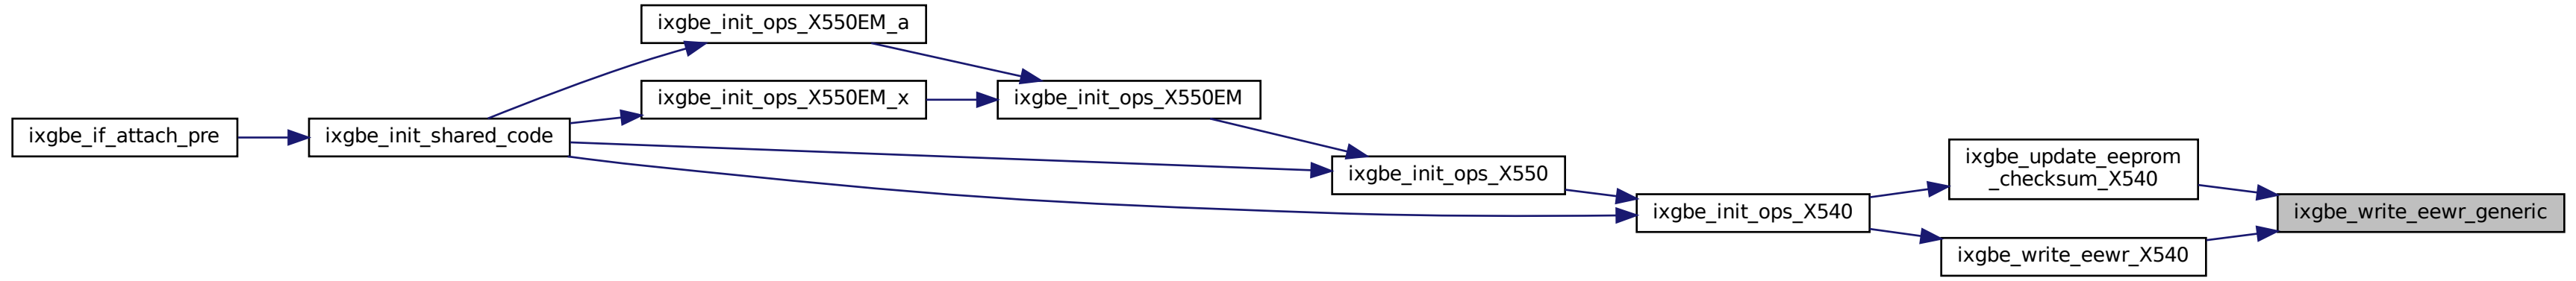 ixgbe_init_ops_X550EM_a
ixgbe_init_ops_X550EM_x
ixgbe_init_ops_X550EM
ixgbe_if_attach_pre
ixgbe_init_shared_code
ixgbe_init_ops_X550
ixgbe_update_eeprom
_checksum_X540
ixgbe_init_ops_X540
ixgbe_write_eewr_generic
ixgbe_write_eewr_X540